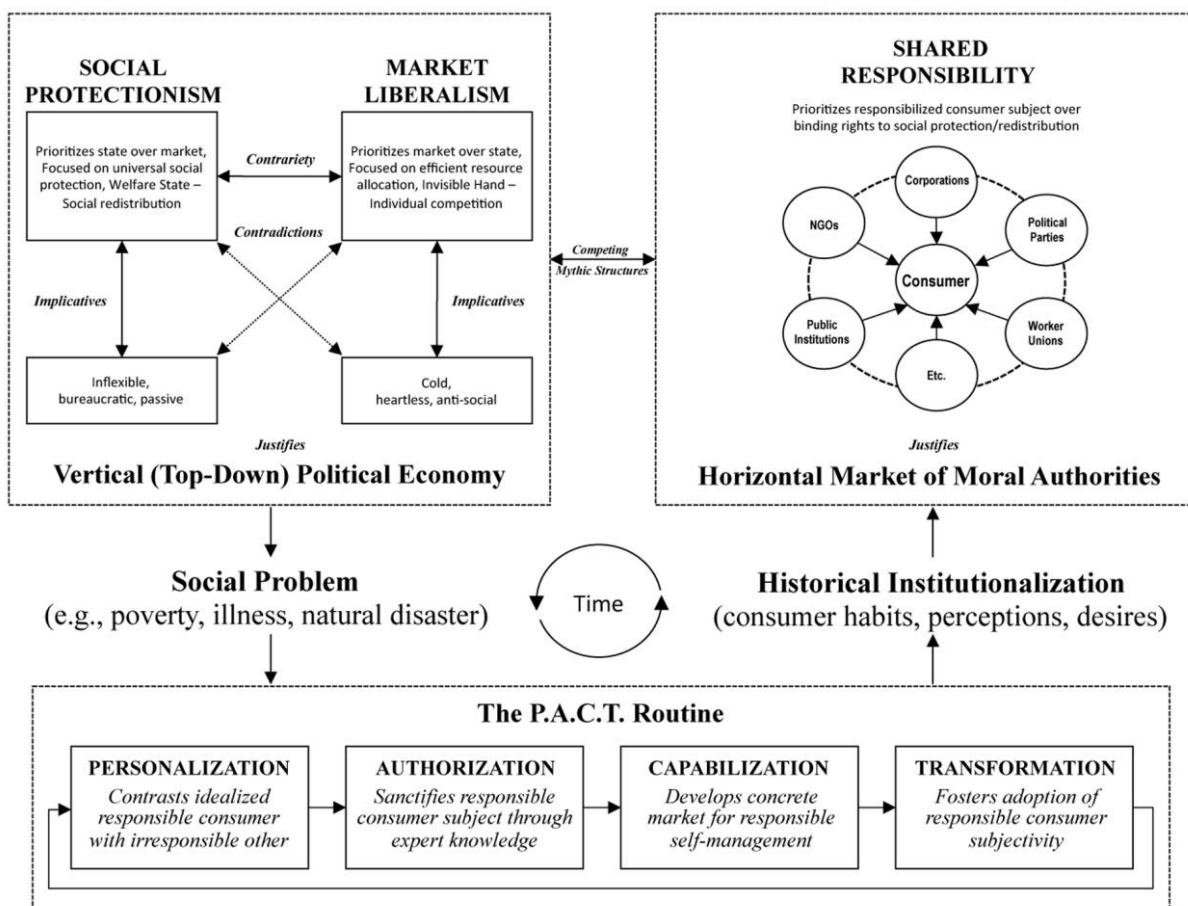 SOCIAL
PROTECTIONISM
MARKET
LIBERALISM
Prioritizes state over market,
Focused on universal social
protection, Welfare State –
Social redistribution
Contrariety
Prioritizes market over state,
Focused on efficient resource
allocation, Invisible Hand –
Individual competition
Contradictions
Implicatives
Implicatives
Inflexible,
bureaucratic, passive
Cold,
heartless, anti-social
Justifies
Vertical (Top-Down) Political Economy
Competing
Mythic Structures
SHARED
RESPONSIBILITY
Prioritizes responsibilized consumer subject over
binding rights to social protection/redistribution
Corporations
NGOs
Political
Parties
Consumer
Public
Institutions
Worker
Unions
Etc.
Justifies
Horizontal Market of Moral Authorities
Social Problem
(e.g., poverty, illness, natural disaster)
Time
Historical Institutionalization
(consumer habits, perceptions, desires)
The P.A.C.T. Routine
PERSONALIZATION
Contrasts idealized
responsible consumer
with irresponsible other
AUTHORIZATION
Sanctifies responsible
consumer subject through
expert knowledge
CAPABILIZATION
Develops concrete
market for responsible
self-management
TRANSFORMATION
Fosters adoption of
responsible consumer
subjectivity